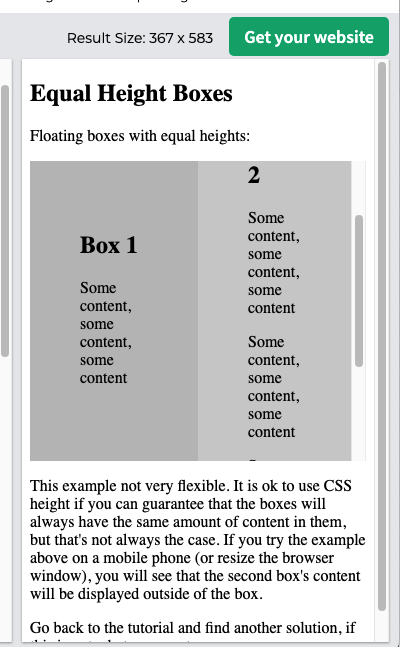 Result Size: 367 x 583
Get your website
Equal Height Boxes
Floating boxes with equal heights:
Box 1
Some
content,
some
content,
some
content
2
Some
content,
some
content,
some
content
Some
content,
some
content,
some
content
This example not very flexible. It is ok to use CSS
height if you can guarantee that the boxes will
always have the same amount of content in them,
but that's not always the case. If you try the example
above on a mobile phone (or resize the browser
window), you will see that the second box's content
will be displayed outside of the box.
Go back to the tutorial and find another solution, if